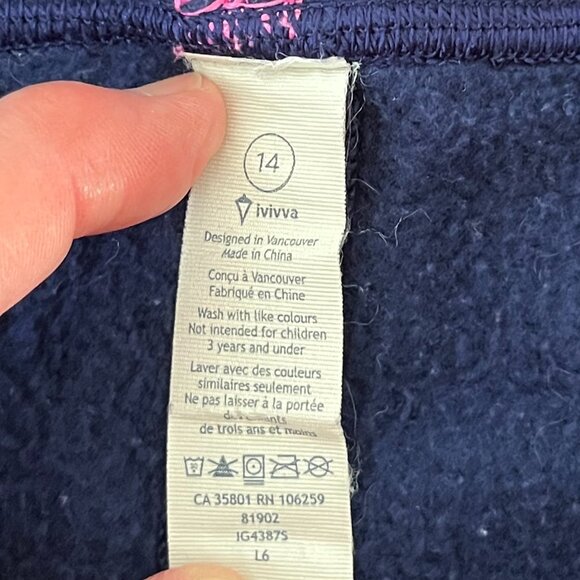 14
ivivva
Designed in Vancouver
Made in China
Conçu à Vancouver
Fabriqué en Chine
Wash with like colours
Not intended for children
3 years and under
Laver avec des couleurs
similaires seulement
Ne pas laisser à la portée
de trois ans et moins
CA 35801 RN 106259
81902
IG4387S
L6